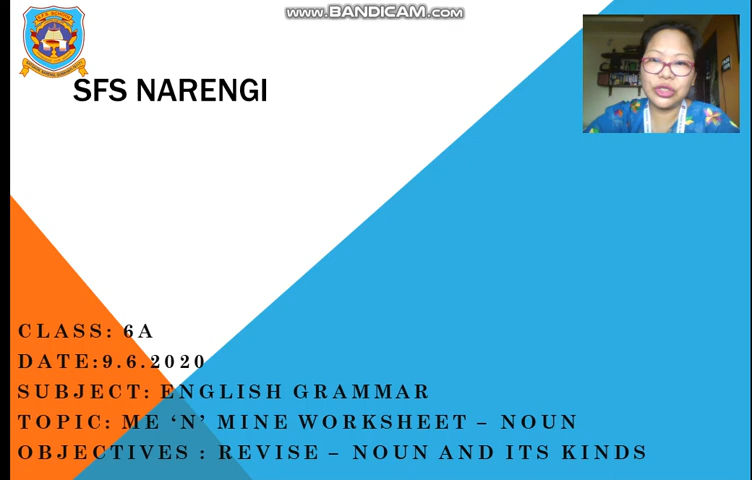 www.BANDICAM.com
SFS NARENGI
CLASS: 6A
DATE:9.6.2020
SUBJECT: ENGLISH GRAMMAR
TOPIC: ME ‘N’ MINE WORKSHEET – NOUN
OBJECTIVES : REVISE – NOUN AND ITS KINDS